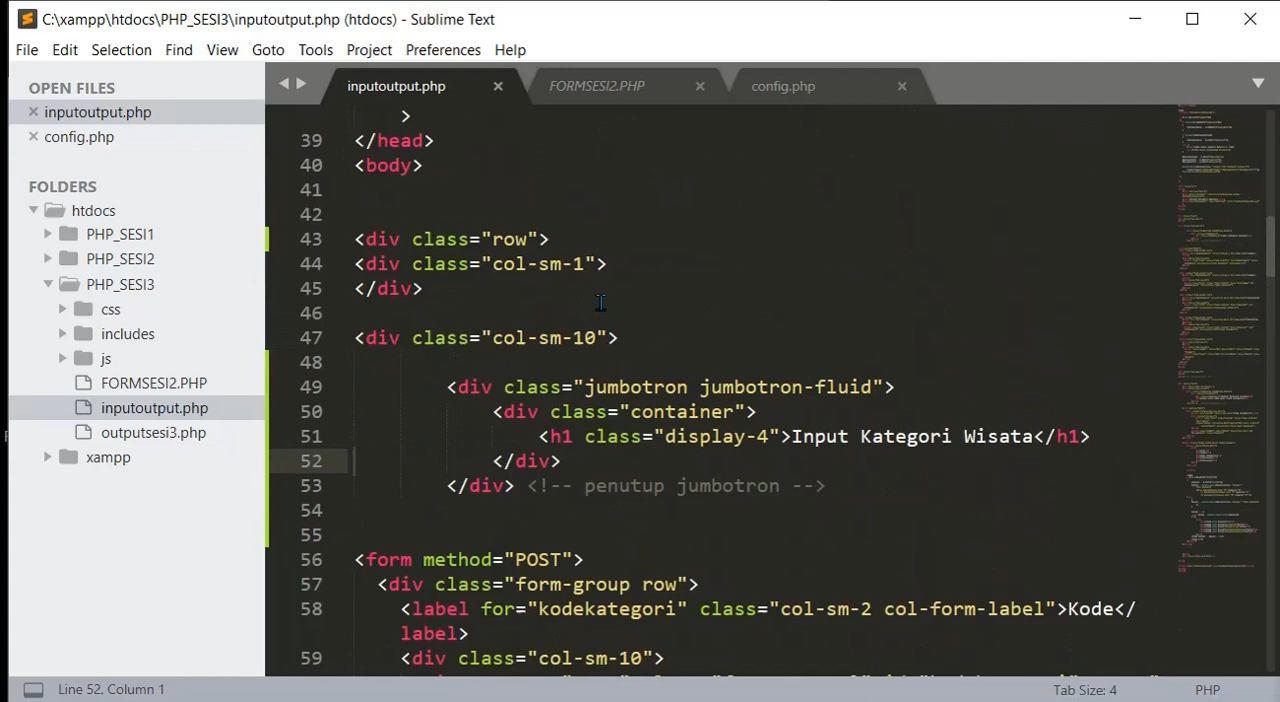 C:\xampp\htdocs\PHP_SESI3\inputoutput.php (htdocs) - Sublime Text
File Edit Selection Find View Goto Tools Project Preferences Help
OPEN FILES
inputoutput.php
config.php
FOLDERS
htdocs
PHP_SESI1
PHP_SESI2
PHP_SESI3
css
includes
js
FORMSESI2.PHP
inputoutput.php
outputsesi3.php
xampp
inputoutput.php FORMSESI2.PHP config.php
>
39 </head>
40 <body>
41
42
43 <div class="row">
44 <div class="col-sm-1">
45 </div>
46
47 <div class="col-sm-10">
48
49 <div class="jumbotron jumbotron-fluid">
50 <div class="container">
51 <h1 class="display-4">Input Kategori Wisata</h1>
52 </div>
53 </div> <!-- penutup jumbotron -->
54
55
56 <form method="POST">
57 <div class="form-group row">
58 <label for="kodekategori" class="col-sm-2 col-form-label">Kode</
label>
59 <div class="col-sm-10">
Line 52, Column 1
Tab Size: 4
PHP